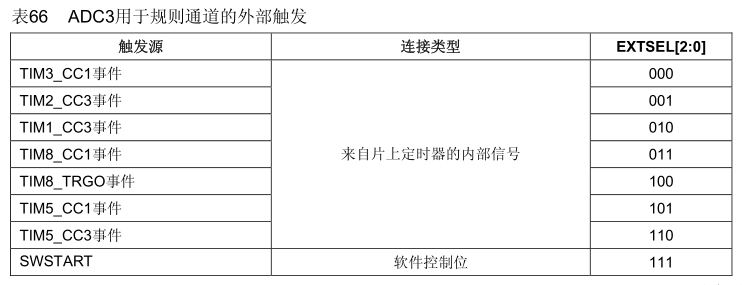 表66 ADC3用于规则通道的外部触发
触发源 连接类型 EXTSEL[2:0]
TIM3_CC1事件 000
TIM2_CC3事件 001
TIM1_CC3事件 010
TIM8_CC1事件 来自片上定时器的内部信号 011
TIM8_TRGO事件 100
TIM5_CC1事件 101
TIM5_CC3事件 110
SWSTART 软件控制位 111